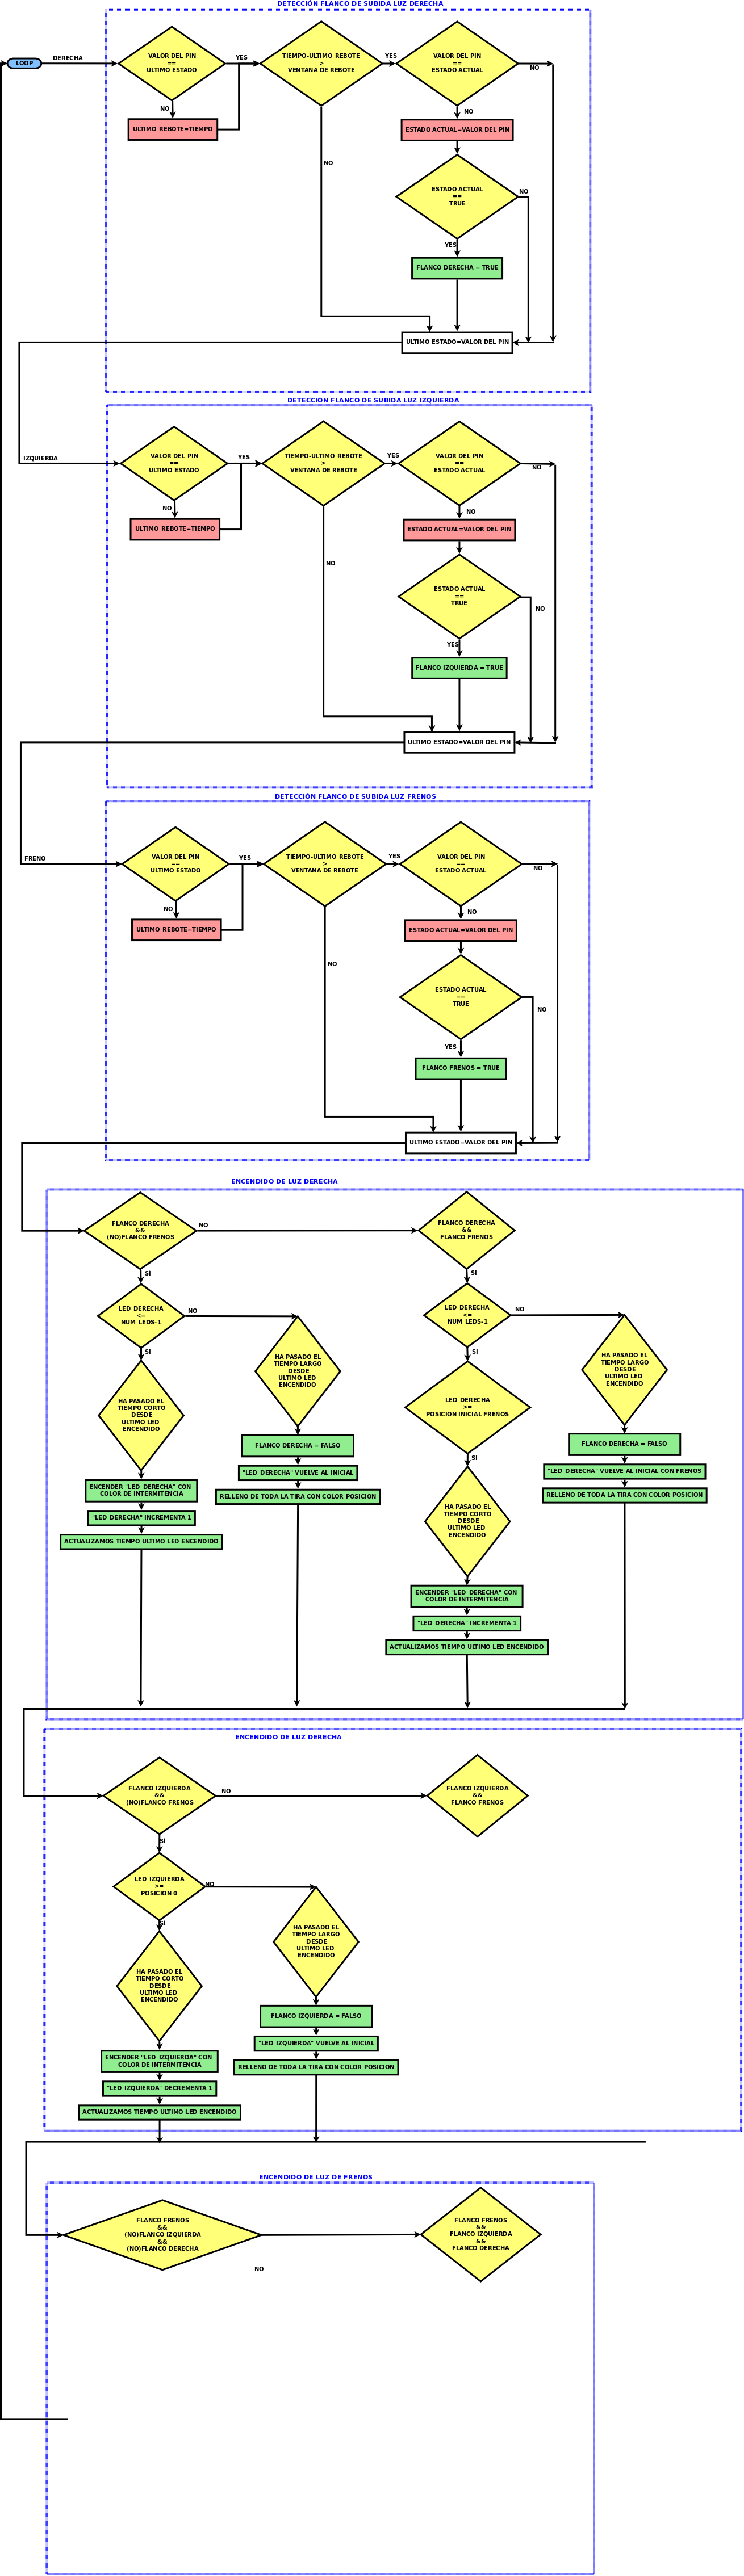 DETECCIÓN FLANCO DE SUBIDA LUZ DERECHA
LOOP
DERECHA
VALOR DEL PIN
==
ULTIMO ESTADO
YES
TIEMPO-ULTIMO REBOTE
>
VENTANA DE REBOTE
YES
VALOR DEL PIN
==
ESTADO ACTUAL
NO
NO
ULTIMO REBOTE=TIEMPO
NO
ESTADO ACTUAL=VALOR DEL PIN
NO
ESTADO ACTUAL
==
TRUE
NO
YES
FLANCO DERECHA = TRUE
ULTIMO ESTADO=VALOR DEL PIN
DETECCIÓN FLANCO DE SUBIDA LUZ IZQUIERDA
IZQUIERDA
VALOR DEL PIN
==
ULTIMO ESTADO
YES
TIEMPO-ULTIMO REBOTE
>
VENTANA DE REBOTE
YES
VALOR DEL PIN
==
ESTADO ACTUAL
NO
NO
ULTIMO REBOTE=TIEMPO
NO
ESTADO ACTUAL=VALOR DEL PIN
NO
ESTADO ACTUAL
==
TRUE
NO
YES
FLANCO IZQUIERDA = TRUE
ULTIMO ESTADO=VALOR DEL PIN
DETECCIÓN FLANCO DE SUBIDA LUZ FRENOS
FRENO
VALOR DEL PIN
==
ULTIMO ESTADO
YES
TIEMPO-ULTIMO REBOTE
>
VENTANA DE REBOTE
YES
VALOR DEL PIN
==
ESTADO ACTUAL
NO
NO
ULTIMO REBOTE=TIEMPO
NO
ESTADO ACTUAL=VALOR DEL PIN
NO
ESTADO ACTUAL
==
TRUE
NO
YES
FLANCO FRENOS = TRUE
ULTIMO ESTADO=VALOR DEL PIN
ENCENDIDO DE LUZ DERECHA
FLANCO DERECHA
&&
(NO)FLANCO FRENOS
NO
FLANCO DERECHA
&&
FLANCO FRENOS
SI
SI
LED DERECHA
<=
NUM LEDS-1
NO
LED DERECHA
<=
NUM LEDS-1
NO
SI
HA PASADO EL
TIEMPO LARGO
DESDE
ULTIMO LED
ENCENDIDO
SI
HA PASADO EL
TIEMPO LARGO
DESDE
ULTIMO LED
ENCENDIDO
HA PASADO EL
TIEMPO CORTO
DESDE
ULTIMO LED
ENCENDIDO
LED DERECHA
>=
POSICION INICIAL FRENOS
FLANCO DERECHA = FALSO
FLANCO DERECHA = FALSO
SI
"LED DERECHA" VUELVE AL INICIAL
"LED DERECHA" VUELVE AL INICIAL CON FRENOS
ENCENDER "LED DERECHA" CON
COLOR DE INTERMITENCIA
RELLENO DE TODA LA TIRA CON COLOR POSICION
RELLENO DE TODA LA TIRA CON COLOR POSICION
"LED DERECHA" INCREMENTA 1
HA PASADO EL
TIEMPO CORTO
DESDE
ULTIMO LED
ENCENDIDO
ACTUALIZAMOS TIEMPO ULTIMO LED ENCENDIDO
ENCENDER "LED DERECHA" CON
COLOR DE INTERMITENCIA
"LED DERECHA" INCREMENTA 1
ACTUALIZAMOS TIEMPO ULTIMO LED ENCENDIDO
ENCENDIDO DE LUZ DERECHA
FLANCO IZQUIERDA
&&
(NO)FLANCO FRENOS
NO
FLANCO IZQUIERDA
&&
FLANCO FRENOS
SI
LED IZQUIERDA
>=
POSICION 0
NO
SI
HA PASADO EL
TIEMPO LARGO
DESDE
ULTIMO LED
ENCENDIDO
HA PASADO EL
TIEMPO CORTO
DESDE
ULTIMO LED
ENCENDIDO
FLANCO IZQUIERDA = FALSO
"LED IZQUIERDA" VUELVE AL INICIAL
ENCENDER "LED IZQUIERDA" CON
COLOR DE INTERMITENCIA
RELLENO DE TODA LA TIRA CON COLOR POSICION
"LED IZQUIERDA" DECREMENTA 1
ACTUALIZAMOS TIEMPO ULTIMO LED ENCENDIDO
ENCENDIDO DE LUZ DE FRENOS
FLANCO FRENOS
&&
(NO)FLANCO IZQUIERDA
&&
(NO)FLANCO DERECHA
FLANCO FRENOS
&&
FLANCO IZQUIERDA
&&
FLANCO DERECHA
NO